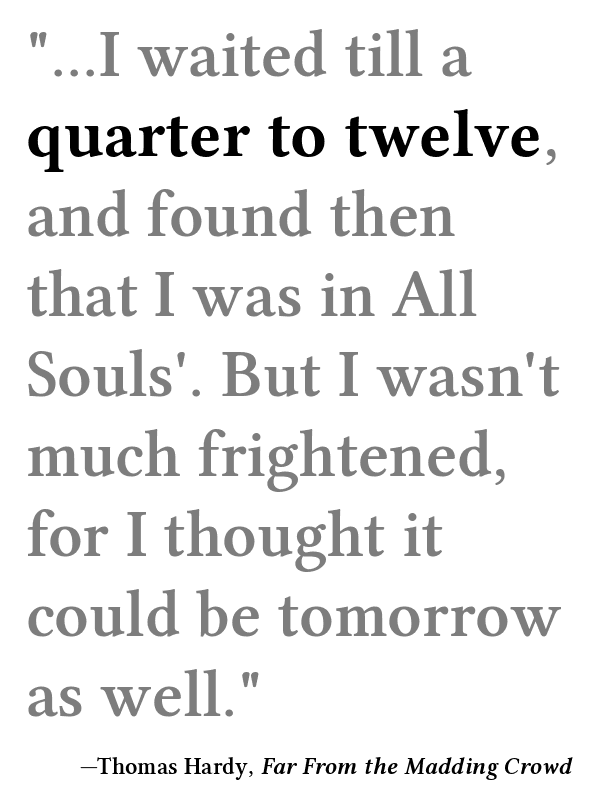 "...I waited till a
quarter to twelve,
and found then
that I was in All
Souls'. But I wasn't
much frightened,
for I thought it
could be tomorrow
as well."
—Thomas Hardy, Far From the Madding Crowd